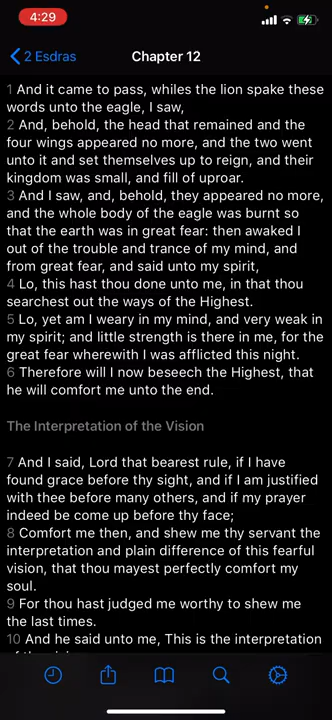 4:29
2 Esdras
Chapter 12
1 And it came to pass, whiles the lion spake these
words unto the eagle, I saw,
2 And, behold, the head that remained and the
four wings appeared no more, and the two went
unto it and set themselves up to reign, and their
kingdom was small, and fill of uproar.
3 And I saw, and, behold, they appeared no more,
and the whole body of the eagle was burnt so
that the earth was in great fear: then awaked I
out of the trouble and trance of my mind, and
from great fear, and said unto my spirit,
4 Lo, this hast thou done unto me, in that thou
searchest out the ways of the Highest.
5 Lo, yet am I weary in my mind, and very weak in
my spirit; and little strength is there in me, for the
great fear wherewith I was afflicted this night.
6 Therefore will I now beseech the Highest, that
he will comfort me unto the end.
The Interpretation of the Vision
7 And I said, Lord that bearest rule, if I have
found grace before thy sight, and if I am justified
with thee before many others, and if my prayer
indeed be come up before thy face;
8 Comfort me then, and shew me thy servant the
interpretation and plain difference of this fearful
vision, that thou mayest perfectly comfort my
soul.
9 For thou hast judged me worthy to shew me
the last times.
10 And he said unto me, This is the interpretation